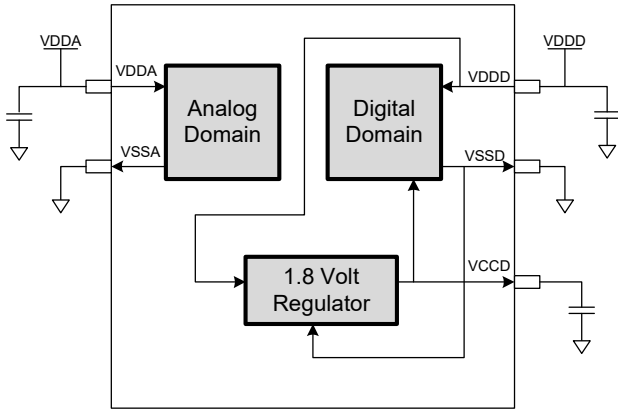 VDDA
VDDD
VDDA
Analog
Domain
Digital
Domain
VDDD
VSSA
VSSD
1.8 Volt
Regulator
VCCD